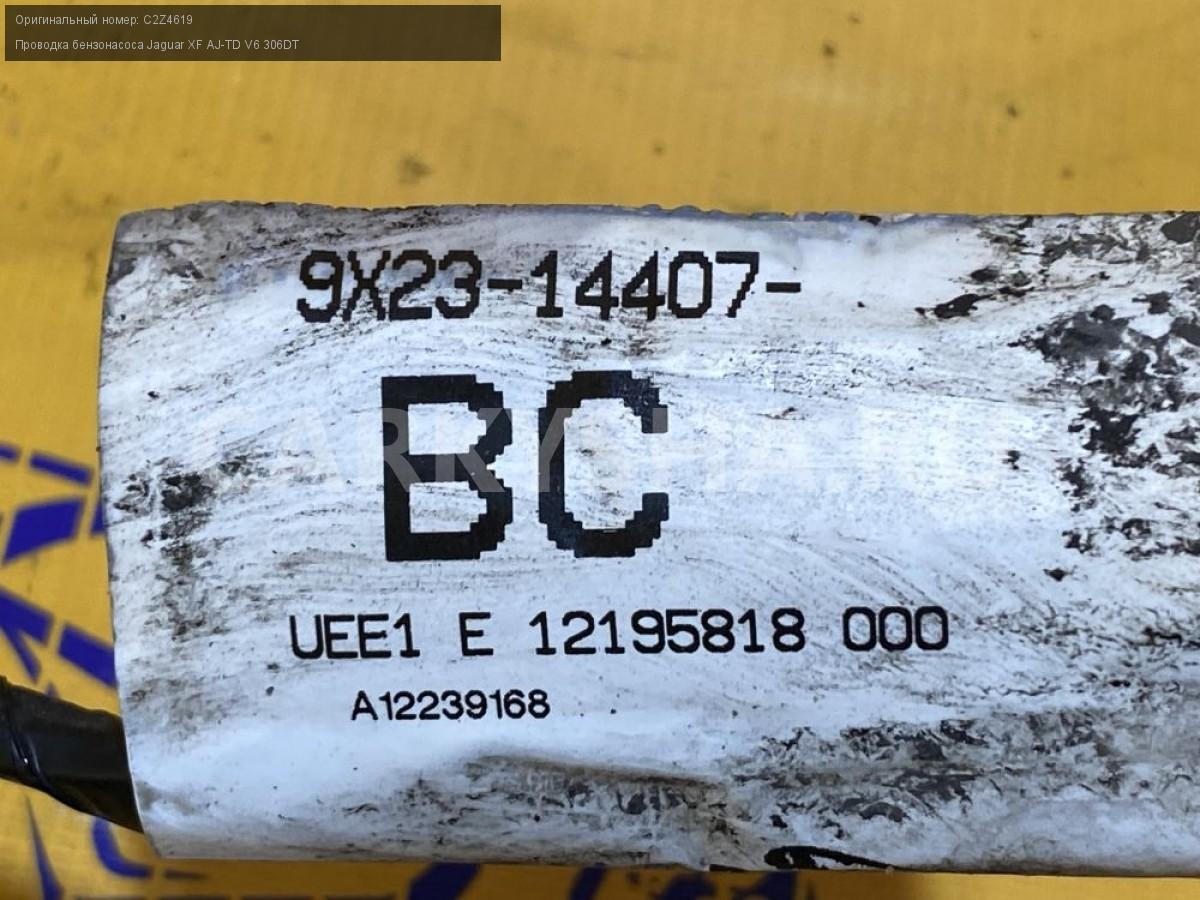 Оригинальный номер: C2Z4619
Проводка бензонасоса Jaguar XF AJ-TD V6 306DT
9X23-14407-
BC
UEE1 E 12195818 000
A12239168